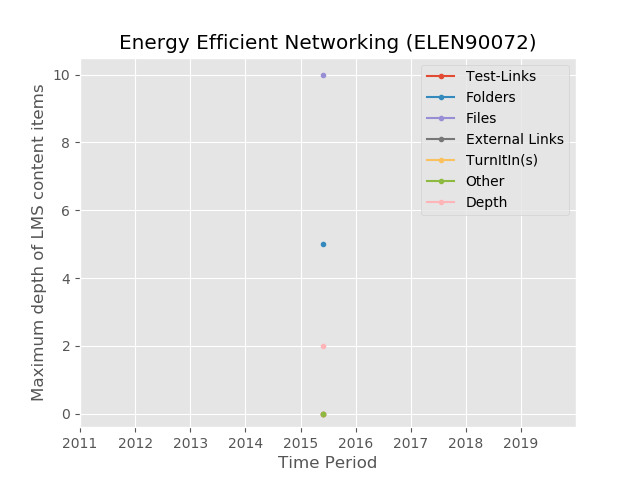 Energy Efficient Networking (ELEN90072)
Maximum depth of LMS content items
10
8
6
4
2
0
Test-Links
Folders
Files
External Links
TurnItIn(s)
Other
Depth
2011 2012 2013 2014 2015 2016 2017 2018 2019
Time Period